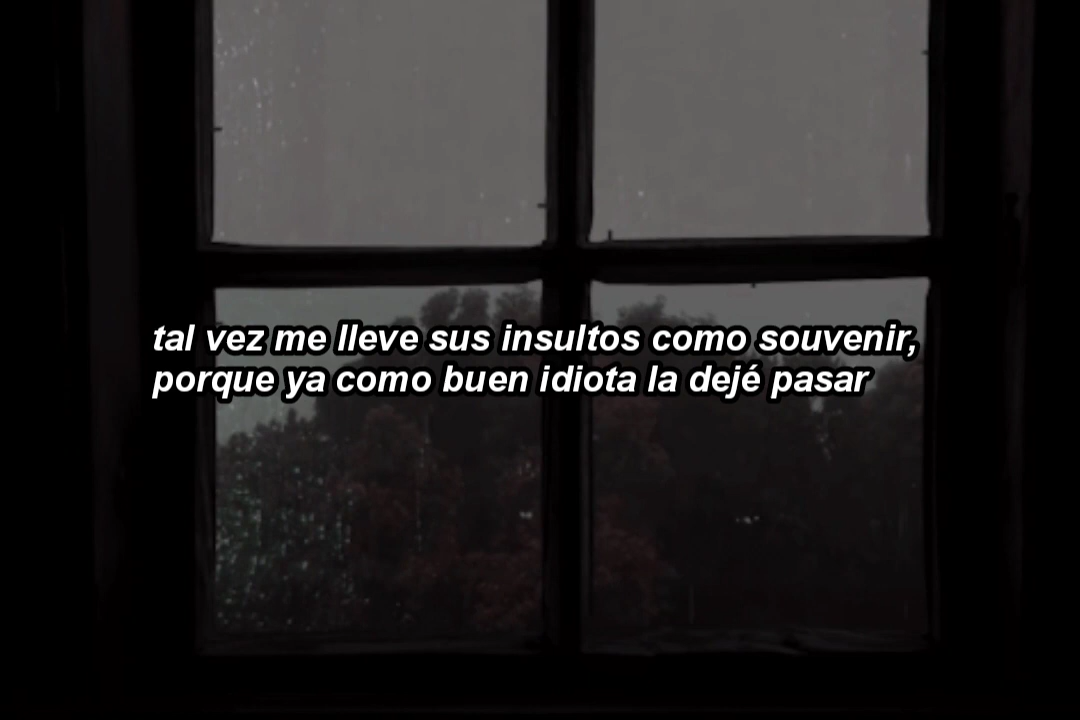 tal vez me lleve sus insultos como souvenir,
porque ya como buen idiota la dejé pasar